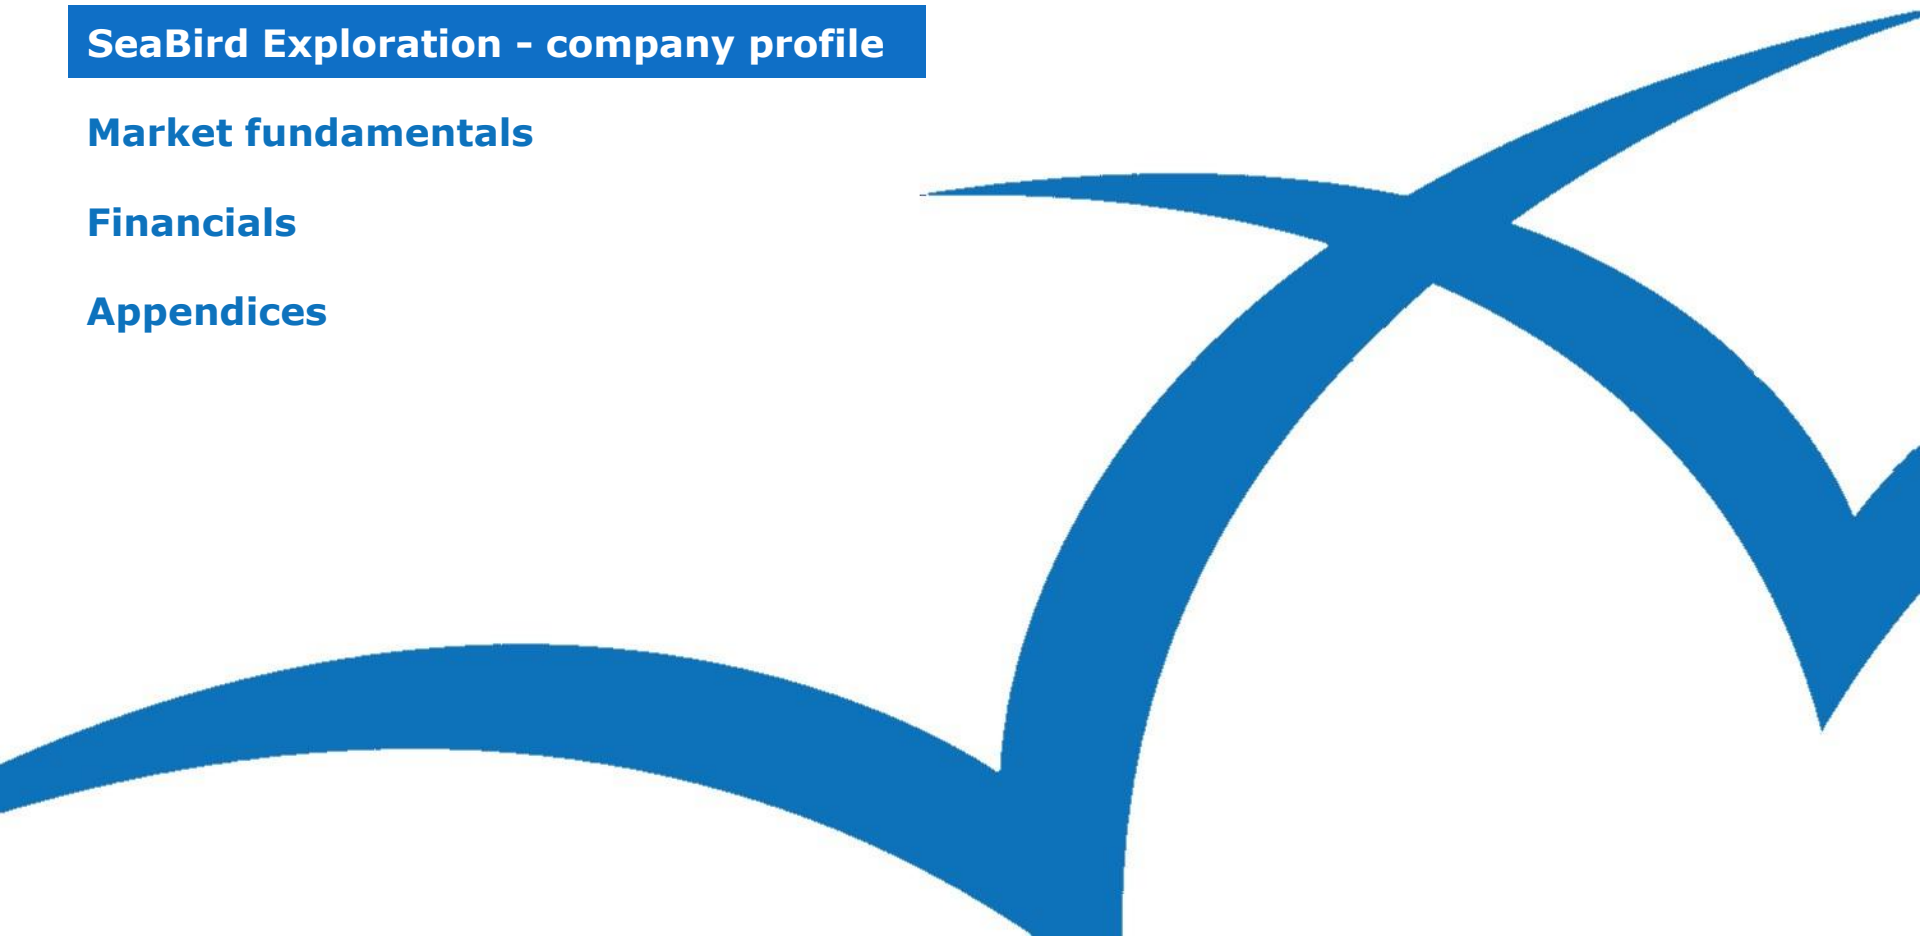 SeaBird Exploration - company profile
Market fundamentals
Financials
Appendices